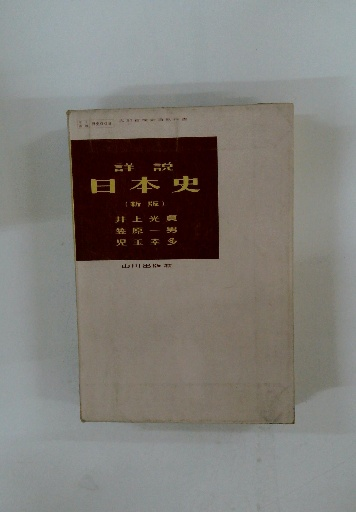 詳説
日本史
(新版)
井上光貞
笠原一男
児玉幸多
山川出版社